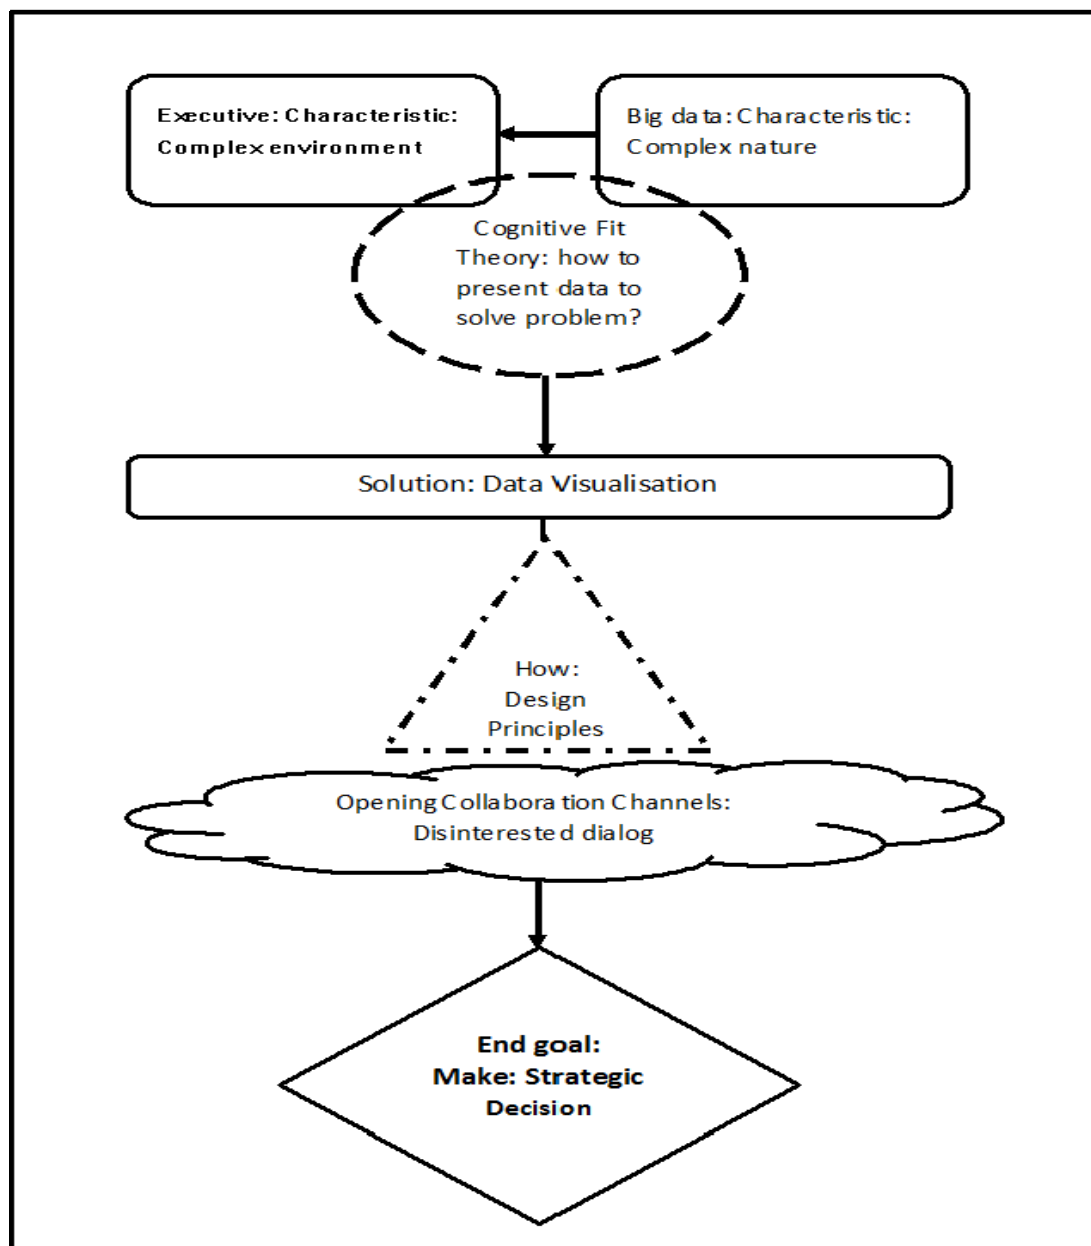 Executive: Characteristic:
Complex environment
Big data: Characteristic:
Complex nature
Cognitive Fit
Theory: how to
present data to
solve problem?
Solution: Data Visualisation
How:
Design
Principles
Opening Collaboration Channels:
Disinterested dialog
End goal:
Make: Strategic
Decision